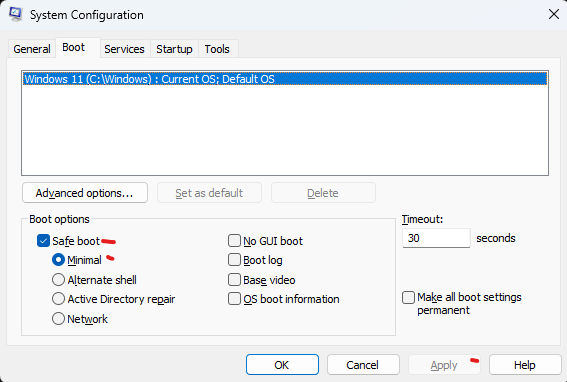 System Configuration
General Boot Services Startup Tools
Windows 11 (C:\Windows) : Current OS; Default OS
Advanced options... Set as default Delete
Boot options
Timeout:
Safe boot No GUI boot 30 seconds
Minimal Boot log
Alternate shell Base video
Active Directory repair OS boot information Make all boot settings
permanent
Network
OK Cancel Apply Help